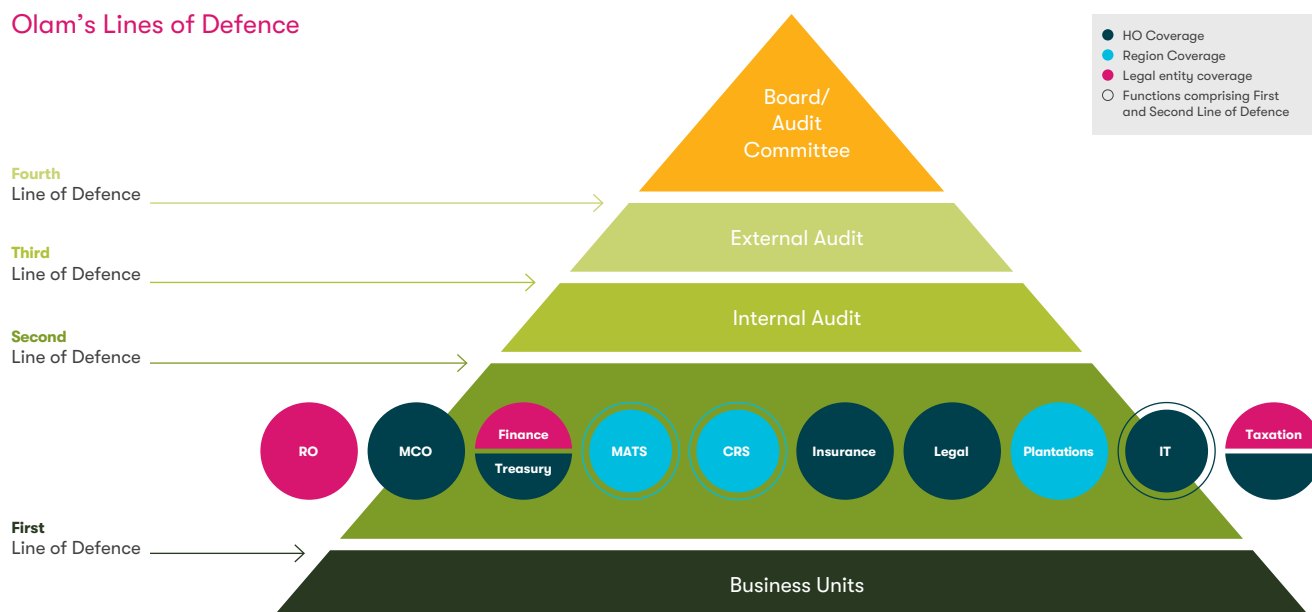 Olam's Lines of Defence
HO Coverage
Region Coverage
Legal entity coverage
Functions comprising First
and Second Line of Defence
Board/
Audit
Committee
Fourth
Line of Defence
External Audit
Third
Line of Defence
Internal Audit
Second
Line of Defence
RO
MCO
Finance
Treasury
MATS
CRS
Insurance
Legal
Plantations
IT
Taxation
First
Line of Defence
Business Units